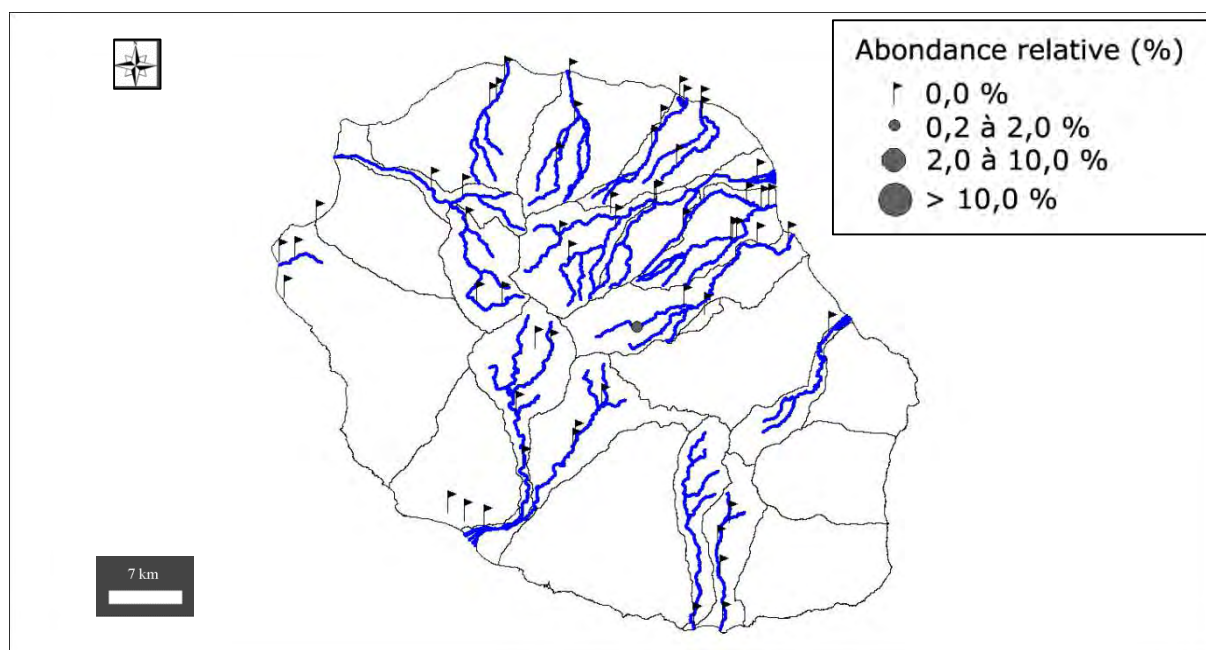 Abondance relative (%)
0,0 %
0,2 à 2,0 %
2,0 à 10,0 %
> 10,0 %
7 km